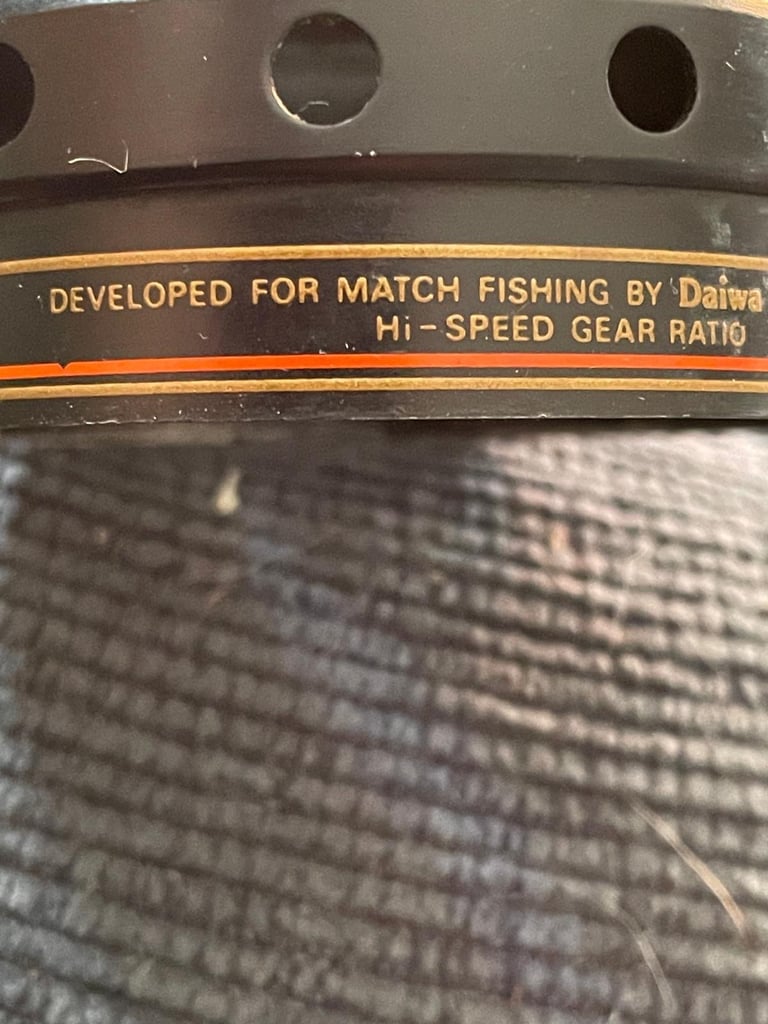 DEVELOPED FOR MATCH FISHING BY Daiwa
Hi-SPEED GEAR RATIO